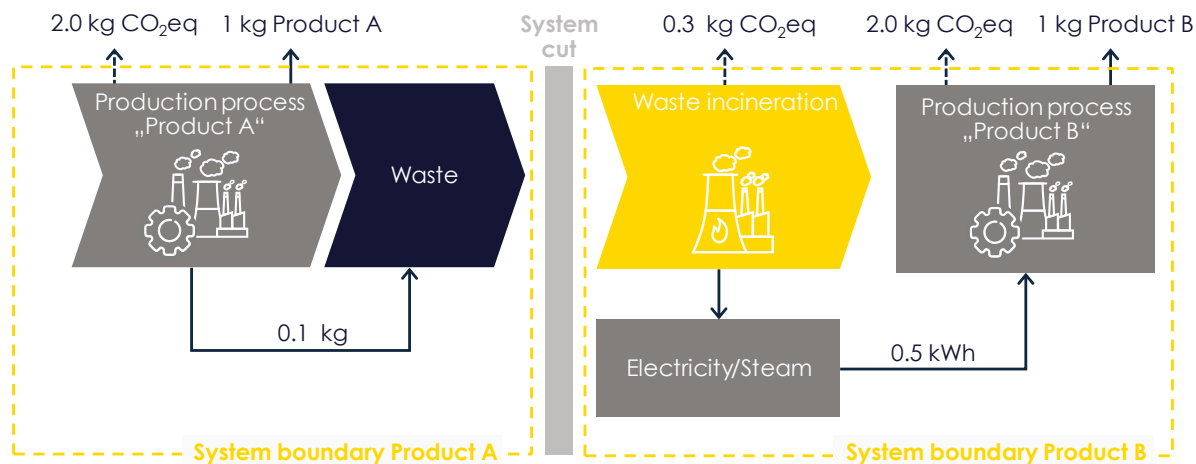 2.0 kg CO₂eq
1 kg Product A
System
cut
0.3 kg CO₂eq
2.0 kg CO₂eq
1 kg Product B
Production process
„Product A“
Waste
Waste incineration
Production process
„Product B“
0.1 kg
Electricity/Steam
0.5 kWh
System boundary Product A
System boundary Product B